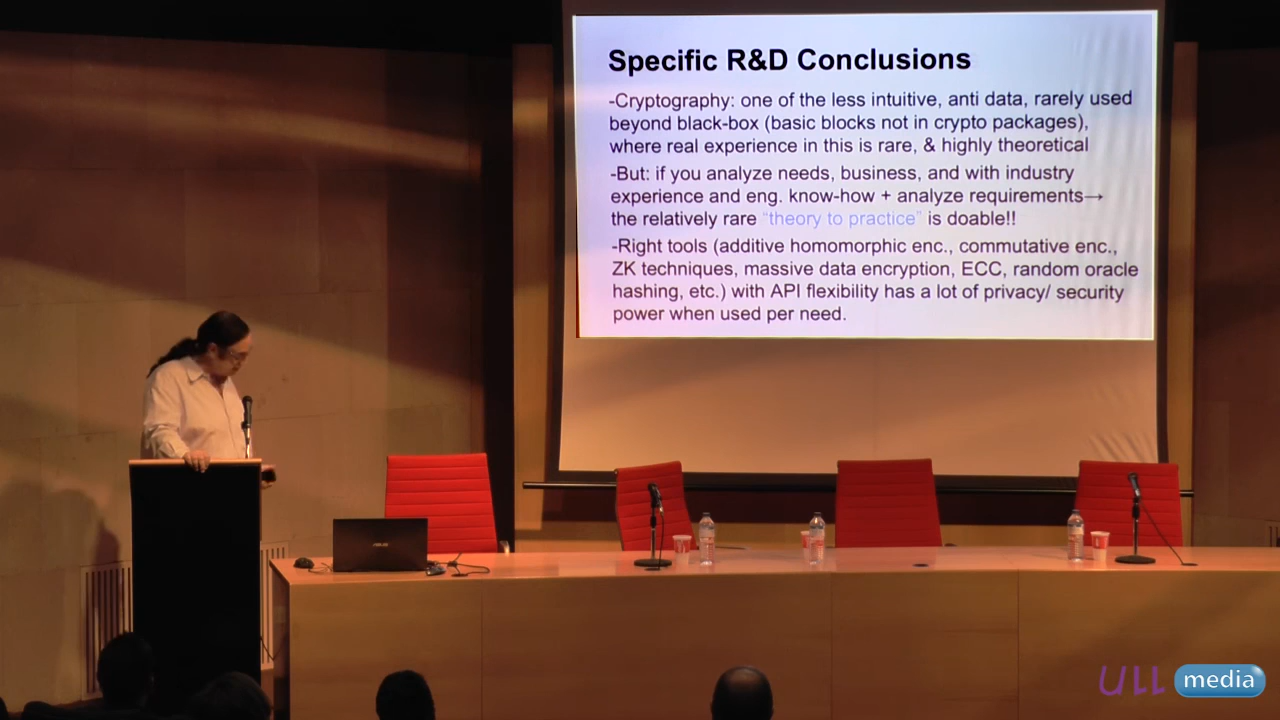 Specific R&D Conclusions
-Cryptography: one of the less intuitive, anti data, rarely used
beyond black-box (basic blocks not in crypto packages),
where real experience in this is rare, & highly theoretical
-But: if you analyze needs, business, and with industry
experience and eng. know-how + analyze requirements→
the relatively rare “theory to practice” is doable!!
-Right tools (additive homomorphic enc., commutative enc.,
ZK techniques, massive data encryption, ECC, random oracle
hashing, etc.) with API flexibility has a lot of privacy/ security
power when used per need.
ASUS
ULL media